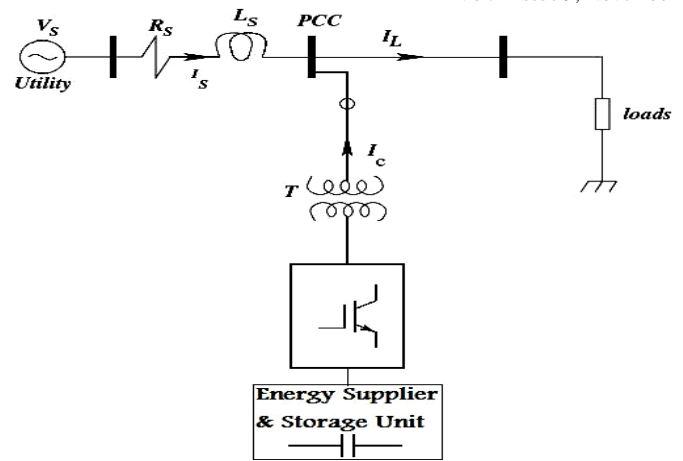 V_S
R_S
L_S
PCC
I_L
I_S
Utility
loads
I_c
T
Energy Supplier
& Storage Unit